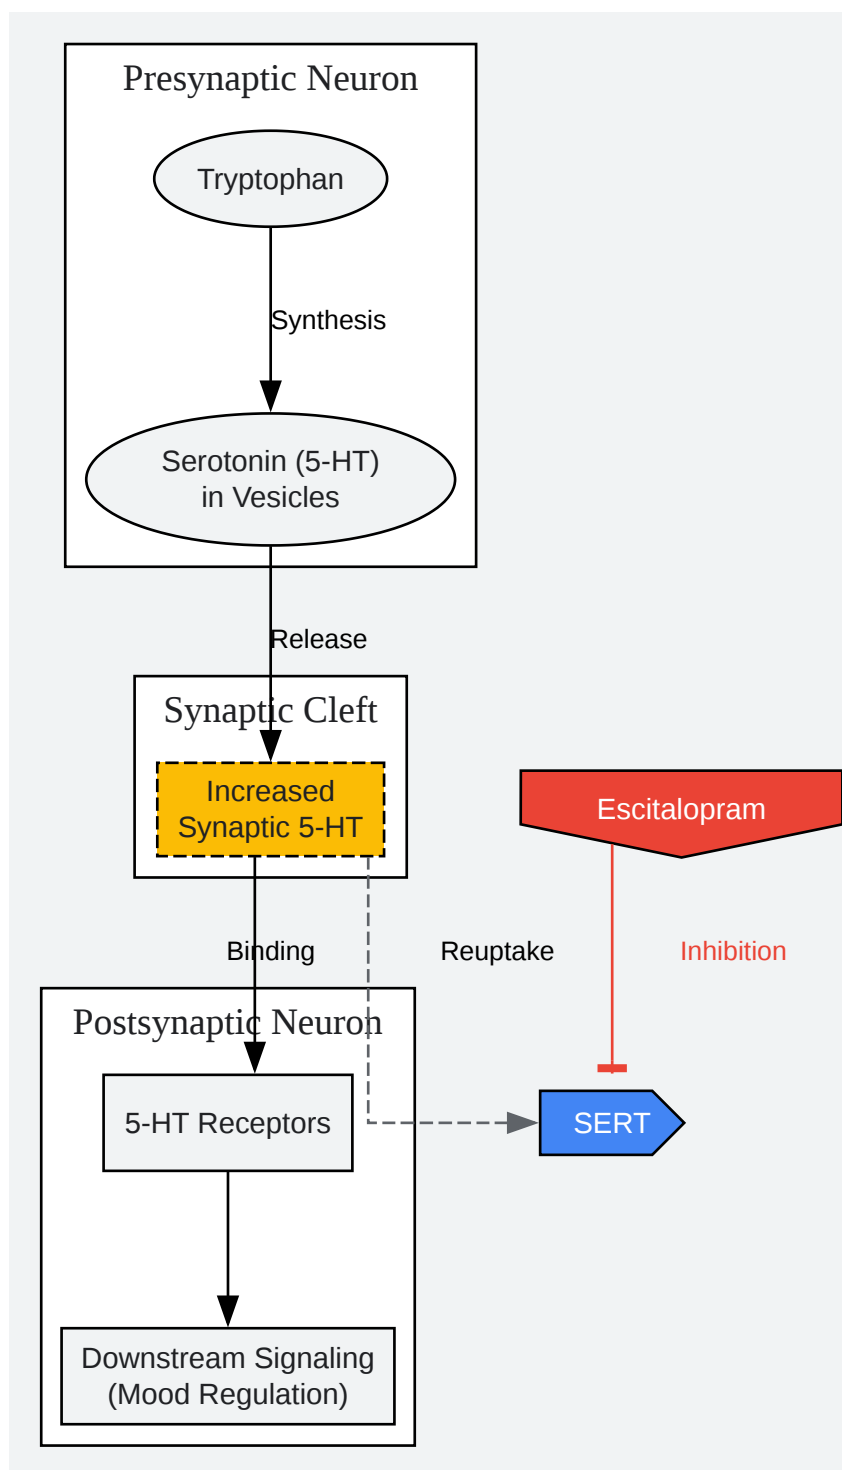 Presynaptic Neuron
Tryptophan
Synthesis
Serotonin (5-HT)
in Vesicles
Release
Synaptic Cleft
Increased
Synaptic 5-HT
Escitalopram
Binding
Reuptake
Inhibition
Postsynaptic Neuron
5-HT Receptors
SERT
Downstream Signaling
(Mood Regulation)